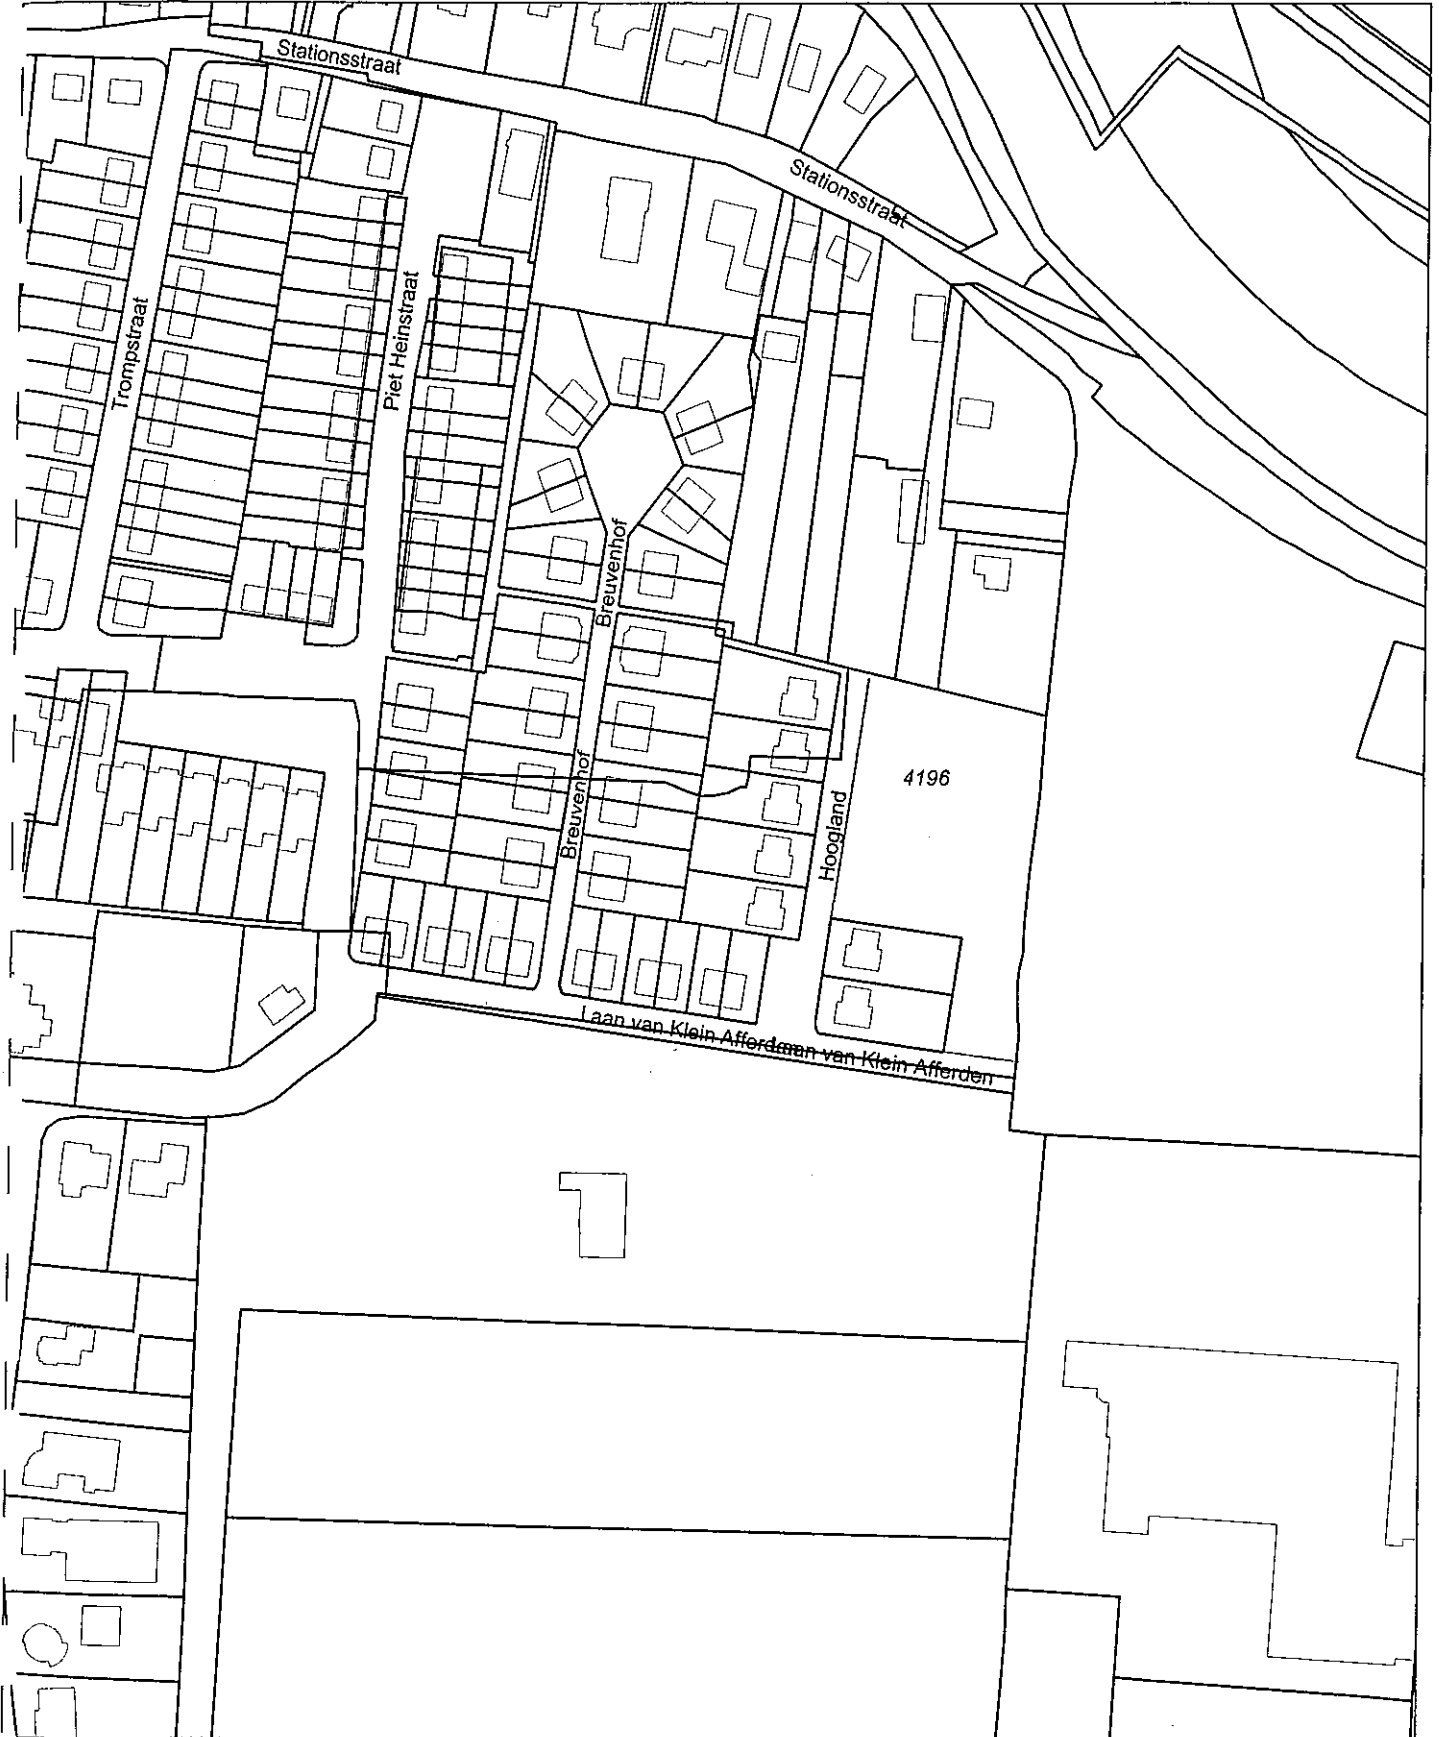 Stationsstraat
Stationsstraat
Trompstraat
Piet Heinstraat
Breuvenhof
Breuvenhof
Hoogland
4196
Laan van Klein Afferden
Laan van Klein Afferden